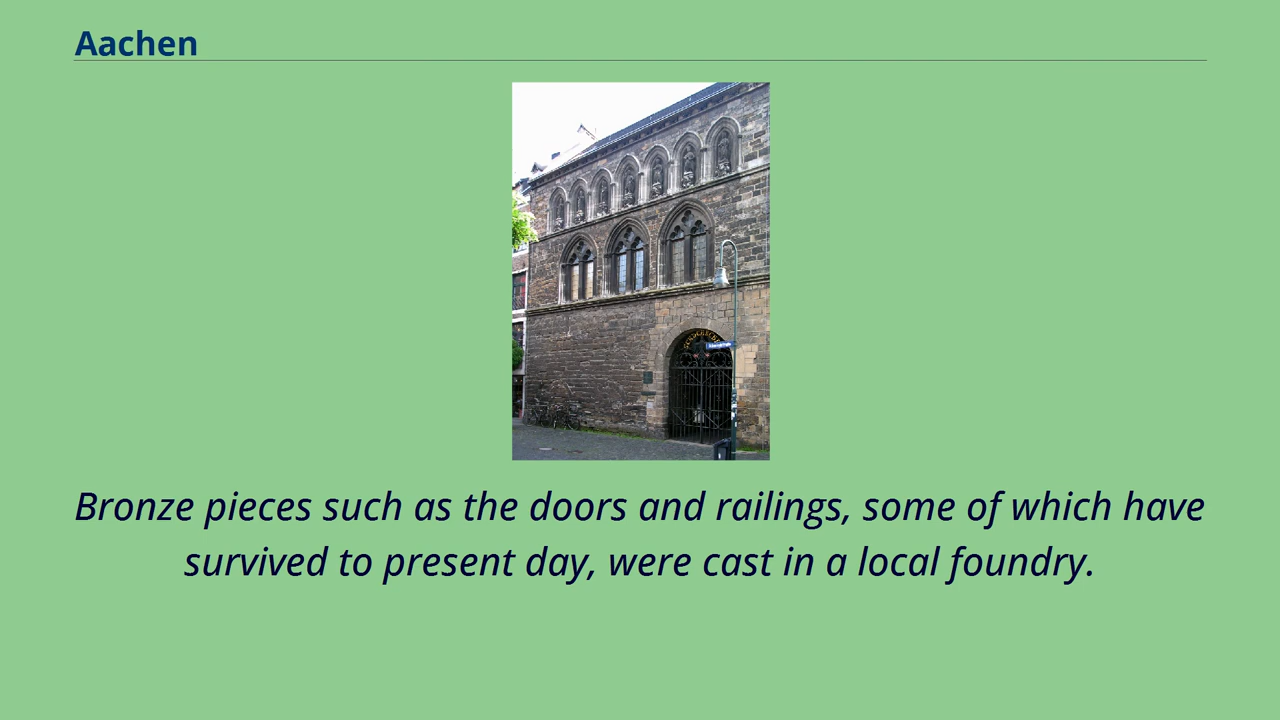 Aachen
Bronze pieces such as the doors and railings, some of which have
survived to present day, were cast in a local foundry.